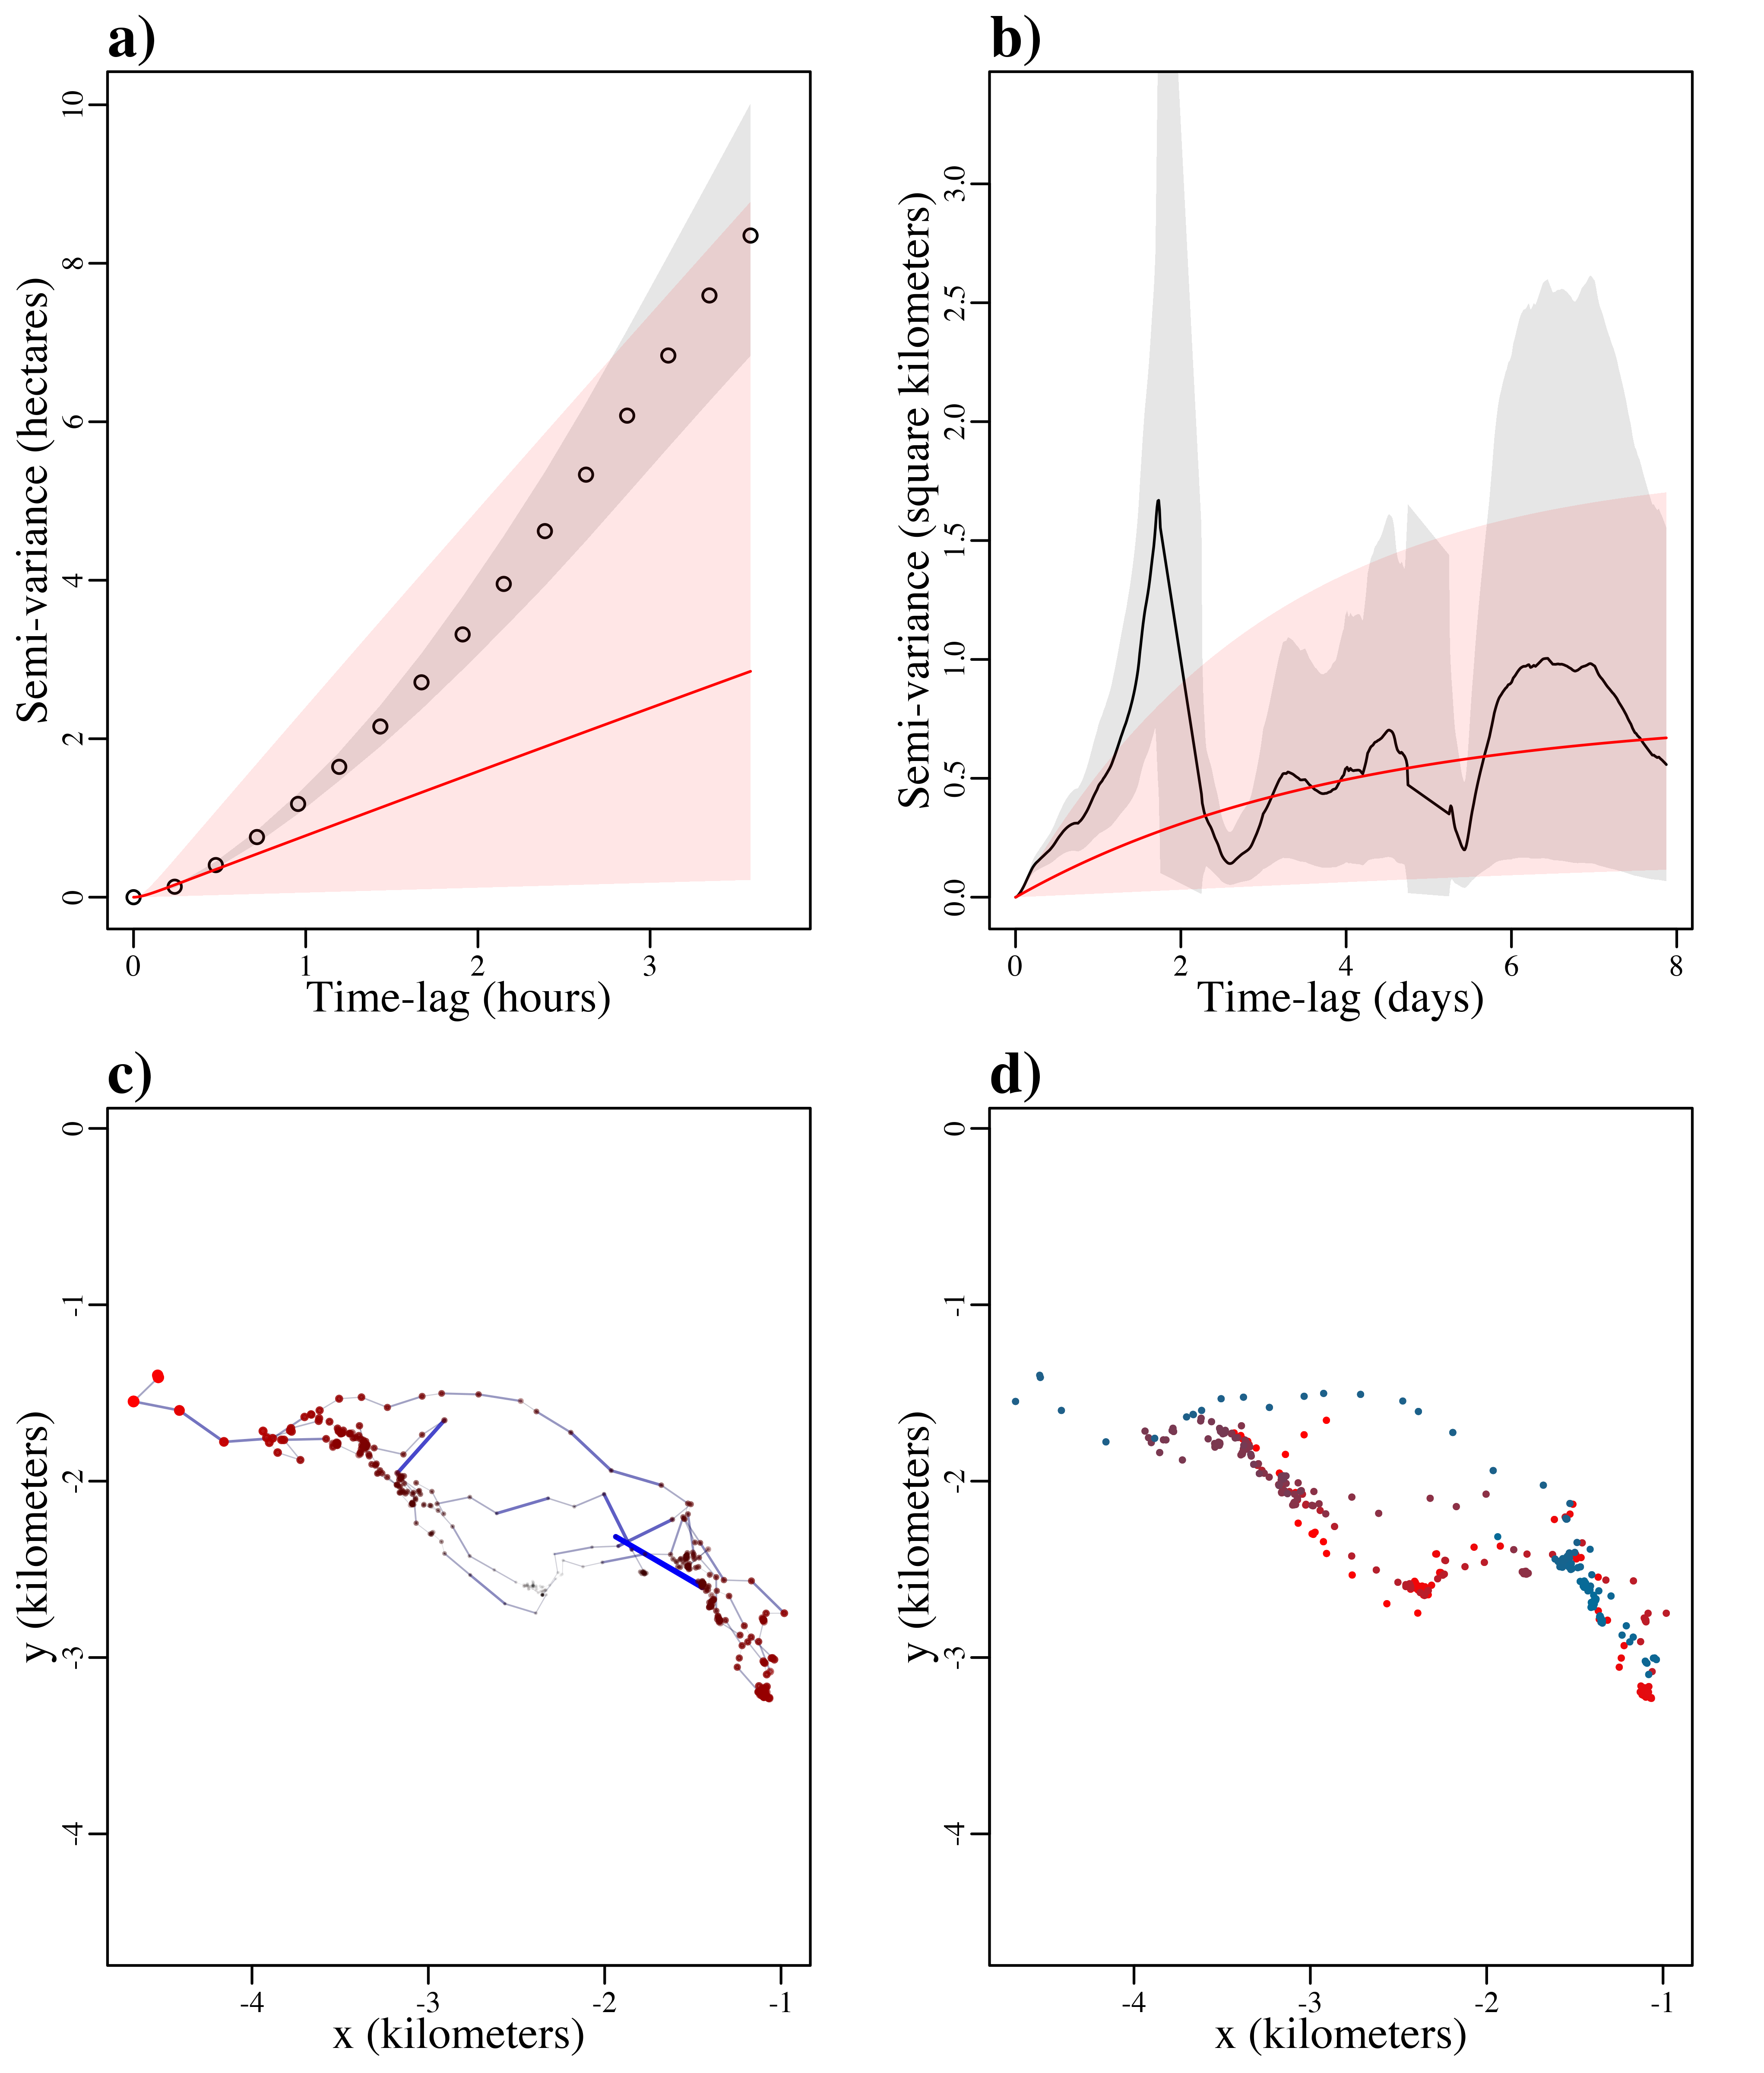 a)
Semi-variance (hectares)
10
8
6
4
2
0
0 1 2 3
Time-lag (hours)
b)
Semi-variance (square kilometers)
3.0
2.5
2.0
1.5
1.0
0.5
0.0
0 2 4 6 8
Time-lag (days)
c)
y (kilometers)
0
-1
-2
-3
-4
-4 -3 -2 -1
x (kilometers)
d)
y (kilometers)
0
-1
-2
-3
-4
-4 -3 -2 -1
x (kilometers)